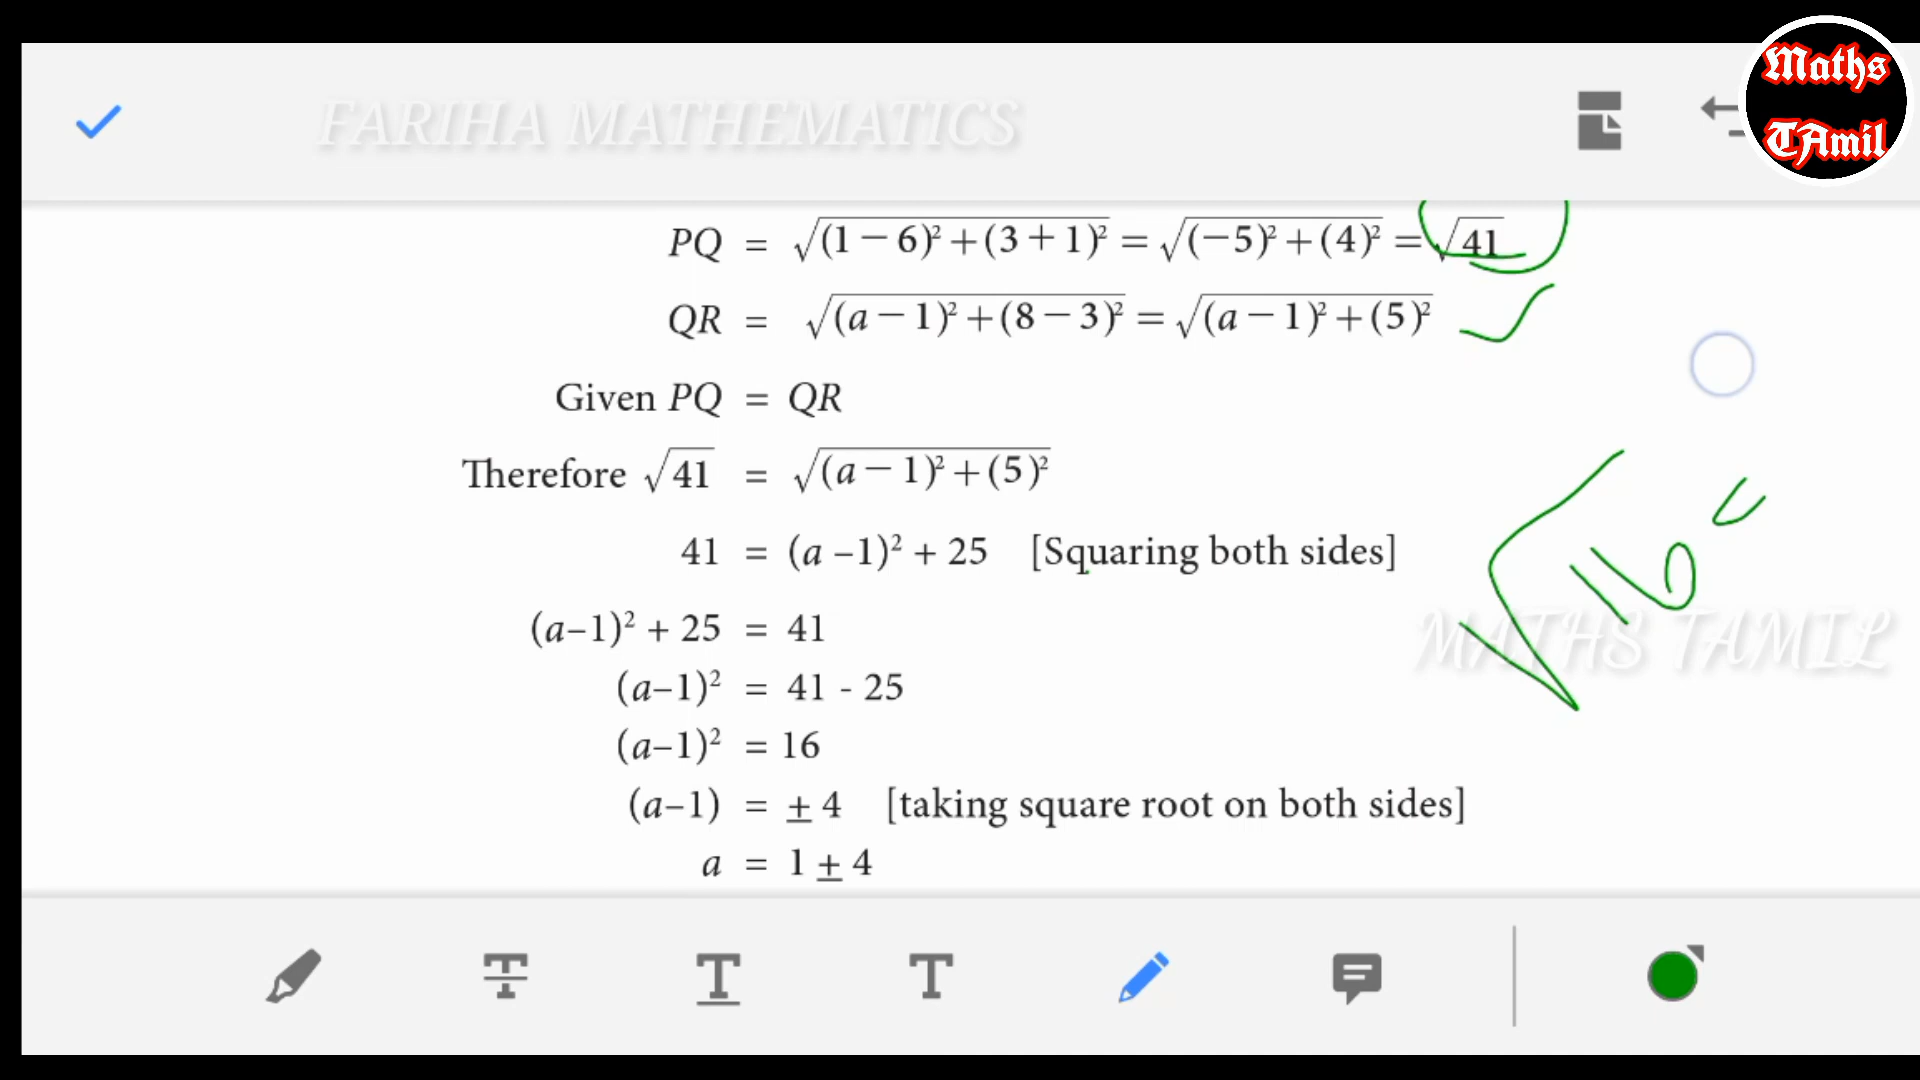 FARIHA MATHEMATICS
Maths
TAmil
PQ = √(1 − 6)² + (3 + 1)² = √(−5)² + (4)² = √41
QR = √(a − 1)² + (8 − 3)² = √(a − 1)² + (5)²
Given PQ = QR
Therefore √41 = √(a − 1)² + (5)²
41 = (a –1)² + 25 [Squaring both sides]
(a–1)² + 25 = 41
(a–1)² = 41 - 25
(a–1)² = 16
(a–1) = ± 4 [taking square root on both sides]
a = 1 ± 4
√16
MATHS TAMIL